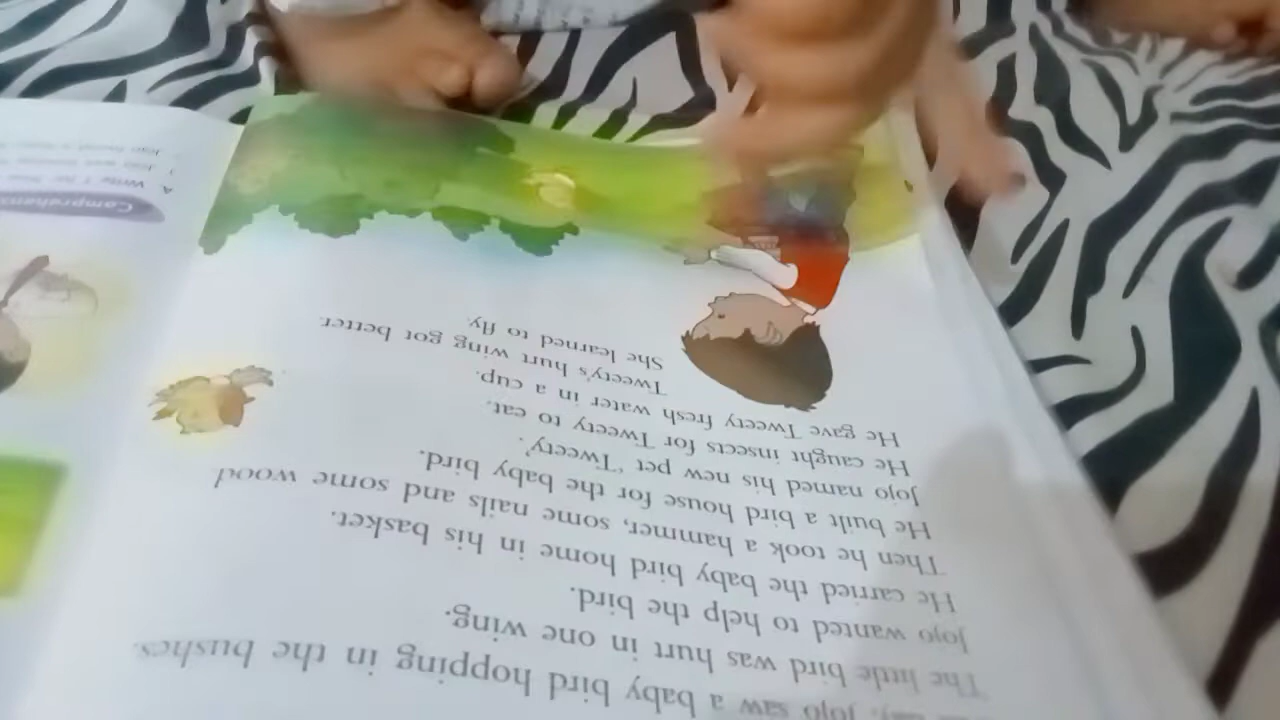 jojo saw a baby bird hopping in the bushes.
The little bird was hurt in one wing.
jojo wanted to help the bird.
He carried the baby bird home in his basket.
Then he took a hammer, some nails and some wood
He built a bird house for the baby bird.
jojo named his new pet 'Tweety'.
He caught insects for Tweety to eat.
He gave Tweety fresh water in a cup.
Tweety's hurt wing got better.
She learned to fly.